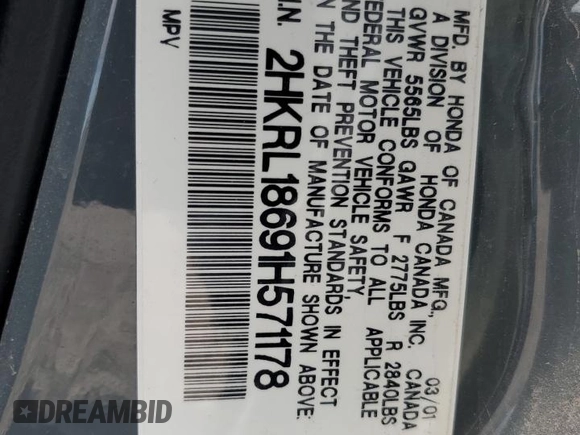 MFD. BY HONDA OF CANADA MFG.,
A DIVISION OF HONDA CANADA INC. 03/01
GVWR 5565LBS GAWR F 2775LBS R 2840LBS
THIS VEHICLE CONFORMS TO ALL APPLICABLE CANADA
FEDERAL MOTOR VEHICLE SAFETY,
AND THEFT PREVENTION STANDARDS IN EFFECT
ON THE DATE OF MANUFACTURE SHOWN ABOVE.
I.N. 2HKRL18691H571178
MPV
DREAMBID